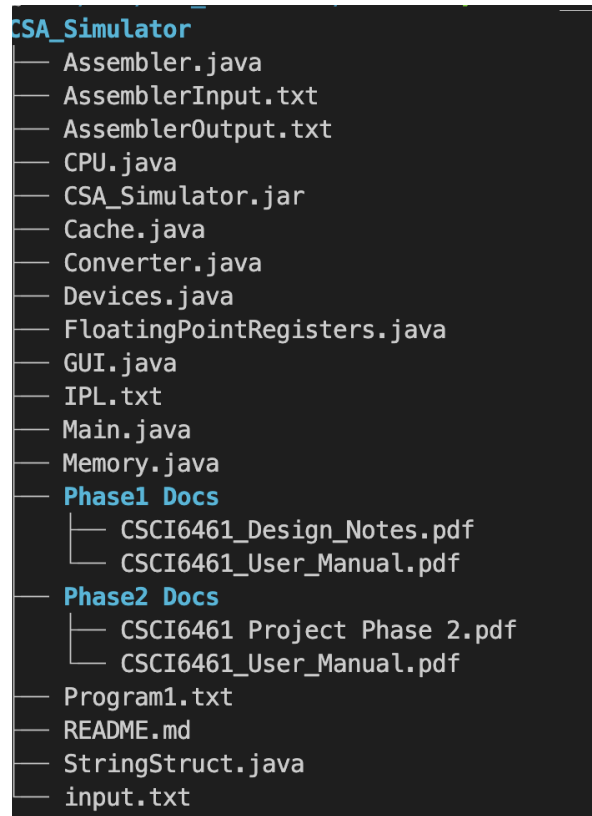 CSA_Simulator
├── Assembler.java
├── AssemblerInput.txt
├── AssemblerOutput.txt
├── CPU.java
├── CSA_Simulator.jar
├── Cache.java
├── Converter.java
├── Devices.java
├── FloatingPointRegisters.java
├── GUI.java
├── IPL.txt
├── Main.java
├── Memory.java
├── Phase1 Docs
│   ├── CSCI6461_Design_Notes.pdf
│   └── CSCI6461_User_Manual.pdf
├── Phase2 Docs
│   ├── CSCI6461 Project Phase 2.pdf
│   └── CSCI6461_User_Manual.pdf
├── Program1.txt
├── README.md
├── StringStruct.java
└── input.txt